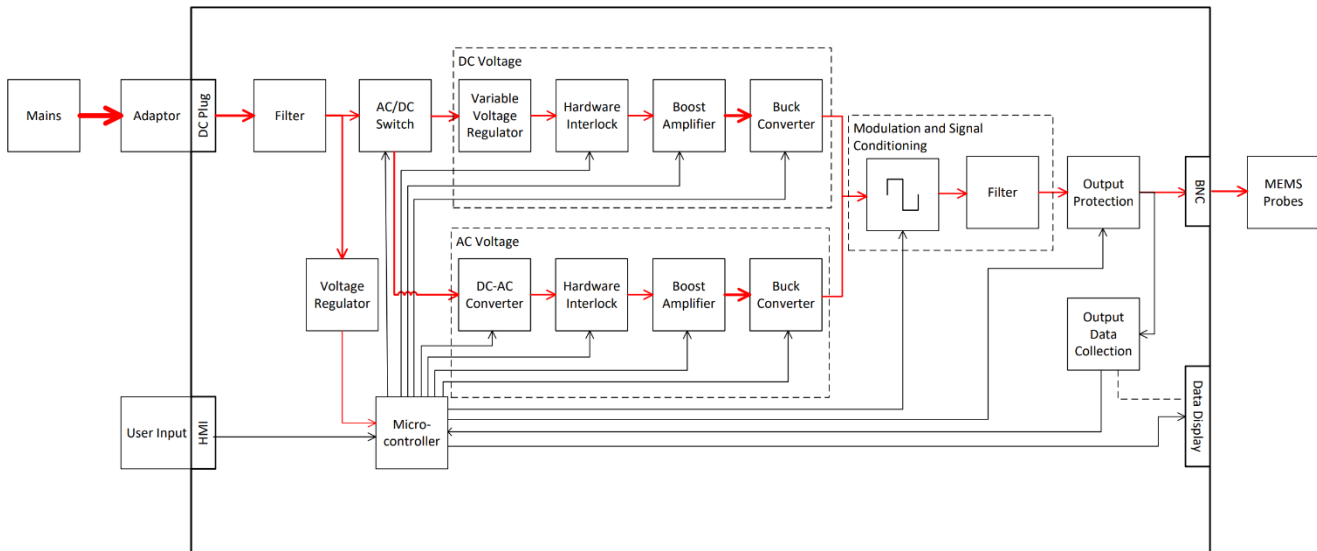 DC Voltage
Mains
Adaptor
DC Plug
Filter
AC/DC
Switch
Variable
Voltage
Regulator
Hardware
Interlock
Boost
Amplifier
Buck
Converter
Modulation and Signal
Conditioning
Filter
Output
Protection
BNC
MEMS
Probes
AC Voltage
Voltage
Regulator
DC-AC
Converter
Hardware
Interlock
Boost
Amplifier
Buck
Converter
Output
Data
Collection
User Input
HMI
Micro-
controller
Data Display